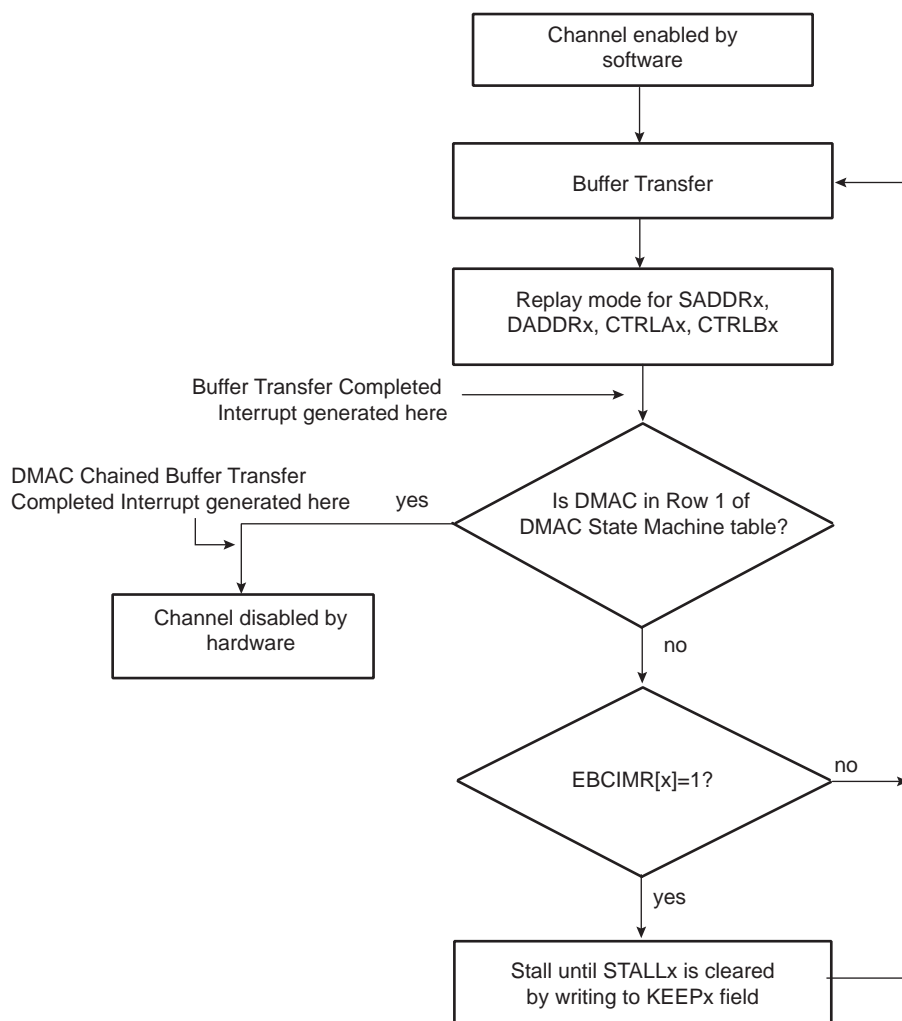 Channel enabled by
software
Buffer Transfer
Replay mode for SADDRx,
DADDRx, CTRLAx, CTRLBx
Buffer Transfer Completed
Interrupt generated here
DMAC Chained Buffer Transfer
Completed Interrupt generated here
yes
Is DMAC in Row 1 of
DMAC State Machine table?
Channel disabled by
hardware
no
EBCIMR[x]=1?
no
yes
Stall until STALLx is cleared
by writing to KEEPx field